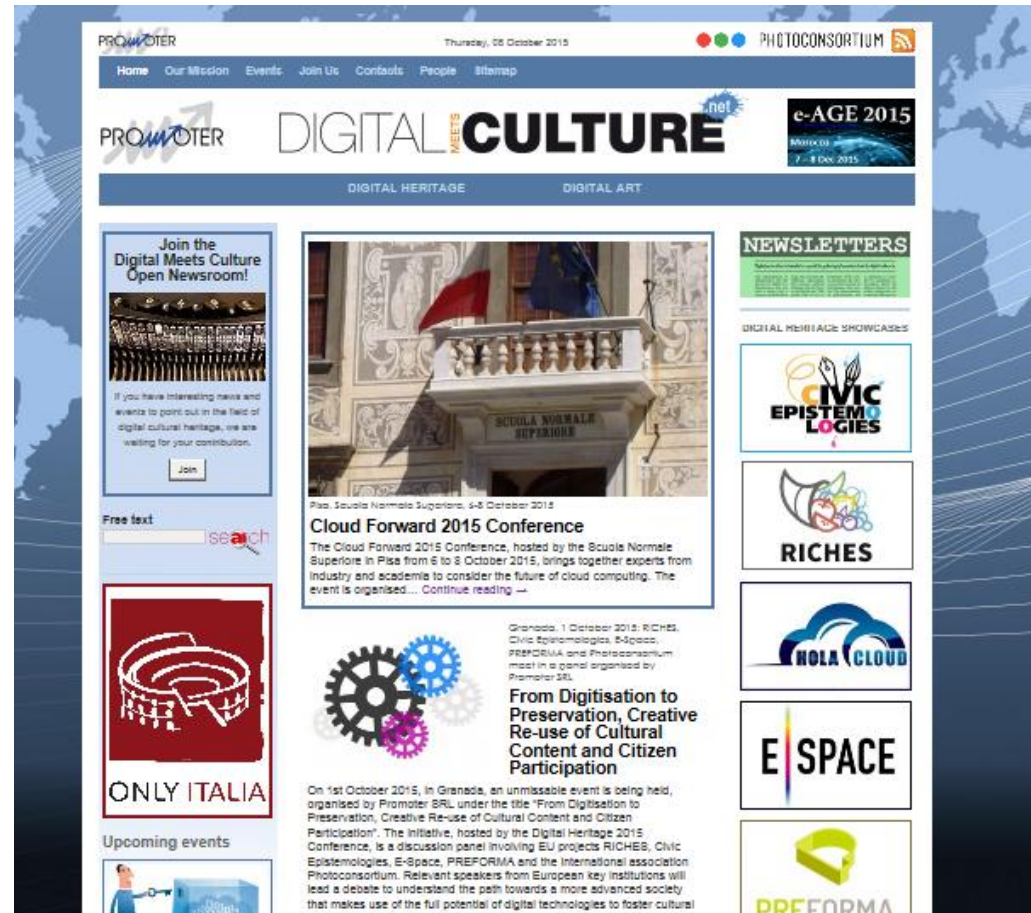 PROMOTER
Thursday, 08 October 2015
PHOTOCONSORTIUM
Home Our Mission Events Join Us Contacts People Sitemap
PROMOTER
DIGITAL MEETS CULTURE .net
e-AGE 2015
Morocco
7 – 8 Dec 2015
DIGITAL HERITAGE DIGITAL ART
Join the
Digital Meets Culture
Open Newsroom!
If you have interesting news and
events to point out in the field of
digital cultural heritage, we are
waiting for your contribution.
Join
Free text
search
ONLY ITALIA
Upcoming events
SCUOLA NORMALE
SUPERIORE
Pisa, Scuola Normale Superiore, 6-8 October 2015
Cloud Forward 2015 Conference
The Cloud Forward 2015 Conference, hosted by the Scuola Normale
Superiore in Pisa from 6 to 8 October 2015, brings together experts from
industry and academia to consider the future of cloud computing. The
event is organised… Continue reading →
Granada, 1 October 2015: RICHES,
Civic Epistemologies, E-Space,
PREFORMA and Photoconsortium
meet in a panel organised by
Promoter SRL
From Digitisation to
Preservation, Creative
Re-use of Cultural
Content and Citizen
Participation
On 1st October 2015, in Granada, an unmissable event is being held,
organised by Promoter SRL under the title "From Digitisation to
Preservation, Creative Re-use of Cultural Content and Citizen
Participation". The initiative, hosted by the Digital Heritage 2015
Conference, is a discussion panel involving EU projects RICHES, Civic
Epistemologies, E-Space, PREFORMA and the international association
Photoconsortium. Relevant speakers from European key institutions will
lead a debate to understand the path towards a more advanced society
that makes use of the full potential of digital technologies to foster cultural
NEWSLETTERS
DIGITAL HERITAGE SHOWCASES
CIVIC
EPISTEMO
LOGIES
RICHES
HOLA CLOUD
E SPACE
PREFORMA